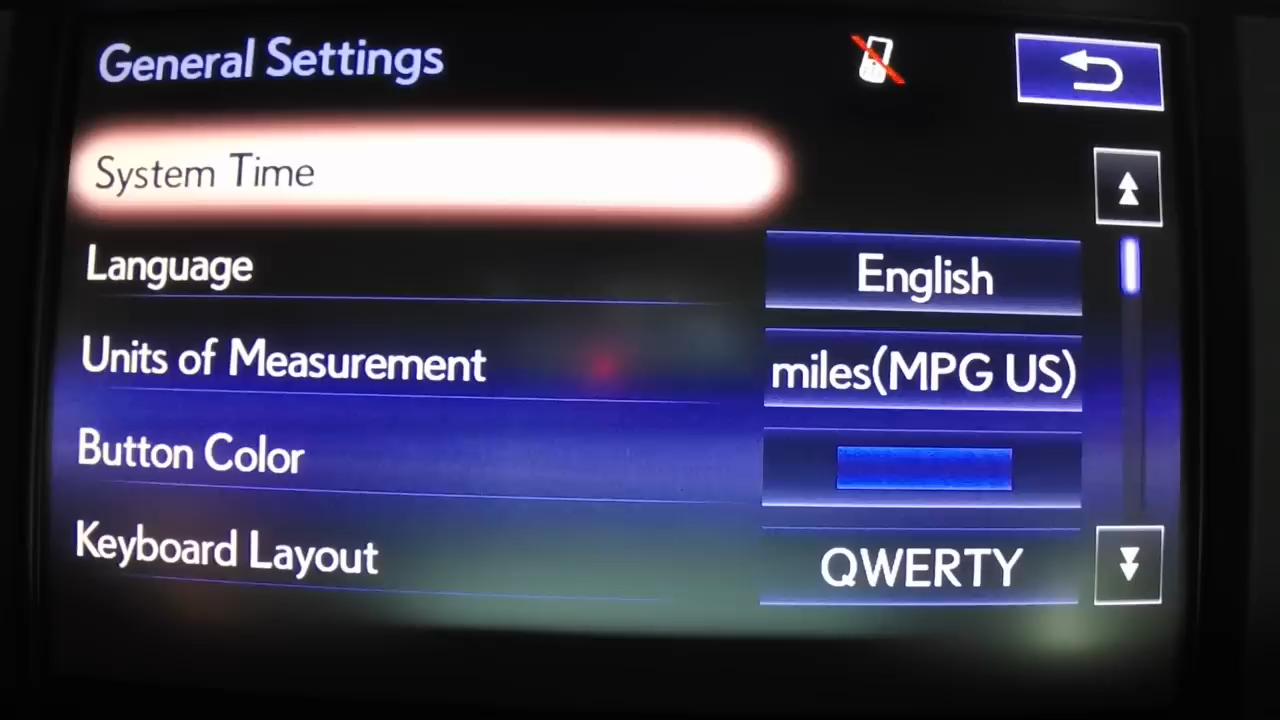 General Settings
System Time
Language
English
Units of Measurement
miles(MPG US)
Button Color
Keyboard Layout
QWERTY